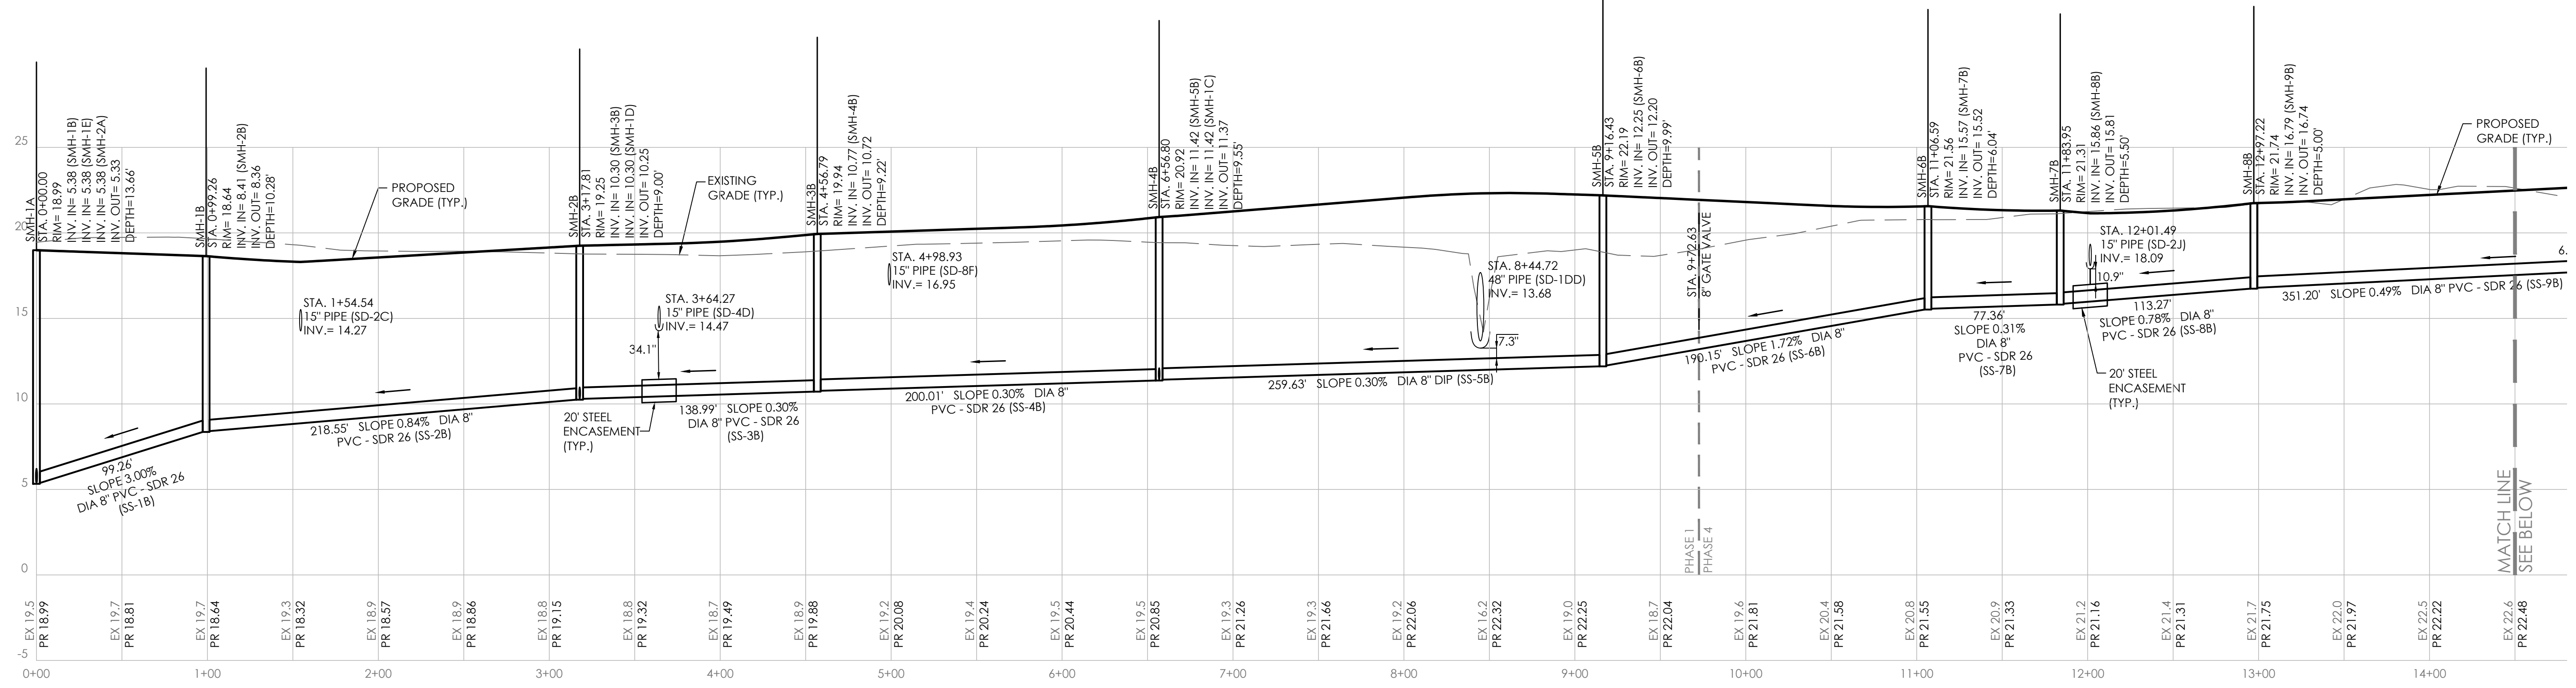 25
20
15
10
5
0
-5
SMH-1A
STA. 0+00.00
RIM= 18.99
INV. IN= 5.38 (SMH-1B)
INV. IN= 5.38 (SMH-1E)
INV. IN= 5.38 (SMH-2A)
INV. OUT= 5.33
DEPTH=13.66'
SMH-1B
STA. 0+99.26
RIM= 18.64
INV. IN= 8.41 (SMH-2B)
INV. OUT= 8.36
DEPTH=10.28'
PROPOSED
GRADE (TYP.)
SMH-2B
STA. 3+17.81
RIM= 19.25
INV. IN= 10.30 (SMH-3B)
INV. IN= 10.30 (SMH-1D)
INV. OUT= 10.25
DEPTH=9.00'
EXISTING
GRADE (TYP.)
SMH-3B
STA. 4+56.79
RIM= 19.94
INV. IN= 10.77 (SMH-4B)
INV. OUT= 10.72
DEPTH=9.22'
SMH-4B
STA. 6+56.80
RIM= 20.92
INV. IN= 11.42 (SMH-5B)
INV. IN= 11.42 (SMH-1C)
INV. OUT= 11.37
DEPTH=9.55'
SMH-5B
STA. 9+16.43
RIM= 22.19
INV. IN= 12.25 (SMH-6B)
INV. OUT= 12.20
DEPTH=9.99'
STA. 9+72.63
8" GATE VALVE
SMH-6B
STA. 11+06.59
RIM= 21.56
INV. IN= 15.57 (SMH-7B)
INV. OUT= 15.52
DEPTH=6.04'
SMH-7B
STA. 11+83.95
RIM= 21.31
INV. IN= 15.86 (SMH-8B)
INV. OUT= 15.81
DEPTH=5.50'
SMH-8B
STA. 12+97.22
RIM= 21.74
INV. IN= 16.79 (SMH-9B)
INV. OUT= 16.74
DEPTH=5.00'
PROPOSED
GRADE (TYP.)
STA. 1+54.54
15" PIPE (SD-2C)
INV.= 14.27
STA. 3+64.27
15" PIPE (SD-4D)
INV.= 14.47
34.1"
STA. 4+98.93
15" PIPE (SD-8F)
INV.= 16.95
STA. 8+44.72
48" PIPE (SD-1DD)
INV.= 13.68
7.3"
STA. 12+01.49
15" PIPE (SD-2J)
INV.= 18.09
10.9"
6.
99.26'
SLOPE 3.00%
DIA 8" PVC - SDR 26
(SS-1B)
218.55' SLOPE 0.84% DIA 8"
PVC - SDR 26 (SS-2B)
20' STEEL
ENCASEMENT
(TYP.)
138.99' SLOPE 0.30%
DIA 8" PVC - SDR 26
(SS-3B)
200.01' SLOPE 0.30% DIA 8"
PVC - SDR 26 (SS-4B)
259.63' SLOPE 0.30% DIA 8" DIP (SS-5B)
190.15' SLOPE 1.72% DIA 8"
PVC - SDR 26 (SS-6B)
77.36'
SLOPE 0.31%
DIA 8"
PVC - SDR 26
(SS-7B)
113.27'
SLOPE 0.78% DIA 8"
PVC - SDR 26 (SS-8B)
20' STEEL
ENCASEMENT
(TYP.)
351.20' SLOPE 0.49% DIA 8" PVC - SDR 26 (SS-9B)
PHASE 1
PHASE 4
MATCH LINE
SEE BELOW
EX 19.5
PR 18.99
EX 19.7
PR 18.81
EX 19.7
PR 18.64
EX 19.3
PR 18.32
EX 18.9
PR 18.57
EX 18.9
PR 18.86
EX 18.8
PR 19.15
EX 18.8
PR 19.32
EX 18.7
PR 19.49
EX 18.9
PR 19.88
EX 19.2
PR 20.08
EX 19.4
PR 20.24
EX 19.5
PR 20.44
EX 19.5
PR 20.85
EX 19.3
PR 21.26
EX 19.3
PR 21.66
EX 19.2
PR 22.06
EX 16.2
PR 22.32
EX 19.0
PR 22.25
EX 18.7
PR 22.04
EX 19.6
PR 21.81
EX 20.4
PR 21.58
EX 20.8
PR 21.55
EX 20.9
PR 21.33
EX 21.2
PR 21.16
EX 21.4
PR 21.31
EX 21.7
PR 21.75
EX 22.0
PR 21.97
EX 22.5
PR 22.22
EX 22.6
PR 22.48
0+00
1+00
2+00
3+00
4+00
5+00
6+00
7+00
8+00
9+00
10+00
11+00
12+00
13+00
14+00